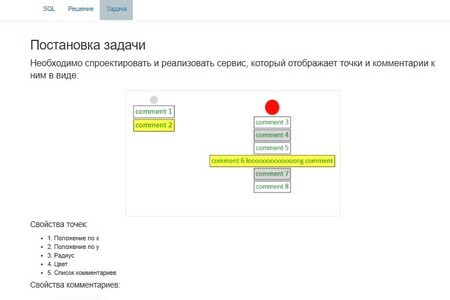 SQL Решение Задача
Постановка задачи
Необходимо спроектировать и реализовать сервис, который отображает точки и комментарии к
ним в виде:
comment 1
comment 2
comment 3
comment 4
comment 5
comment 6 looooooooooooong comment
comment 7
comment 8
Свойства точек:
1. Положение по x
2. Положение по y
3. Радиус
4. Цвет
5. Список комментариев
Свойства комментариев: